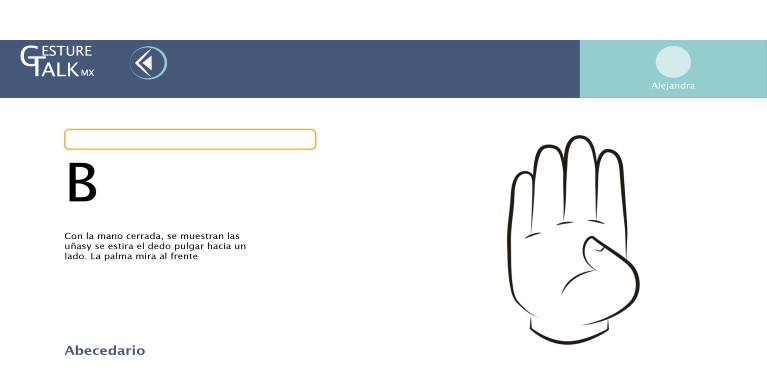 GESTURE
TALK MX
Alejandra
B
Con la mano cerrada, se muestran las
uñasy se estira el dedo pulgar hacia un
lado. La palma mira al frente
Abecedario